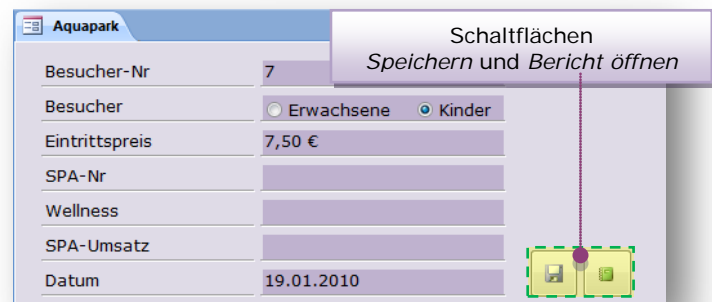 Aquapark
Schaltflächen
Speichern und Bericht öffnen
Besucher-Nr 7
Besucher Erwachsene Kinder
Eintrittspreis 7,50 €
SPA-Nr
Wellness
SPA-Umsatz
Datum 19.01.2010